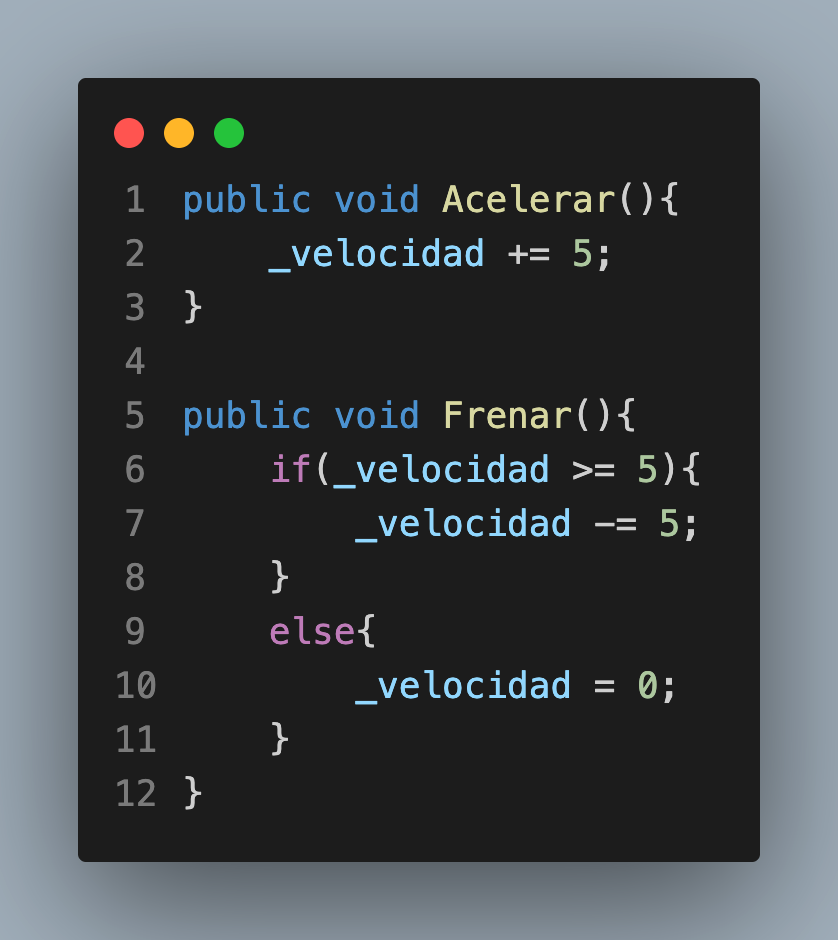 1 public void Acelerar(){
2     _velocidad += 5;
3 }
4
5 public void Frenar(){
6     if(_velocidad >= 5){
7         _velocidad -= 5;
8     }
9     else{
10         _velocidad = 0;
11     }
12 }